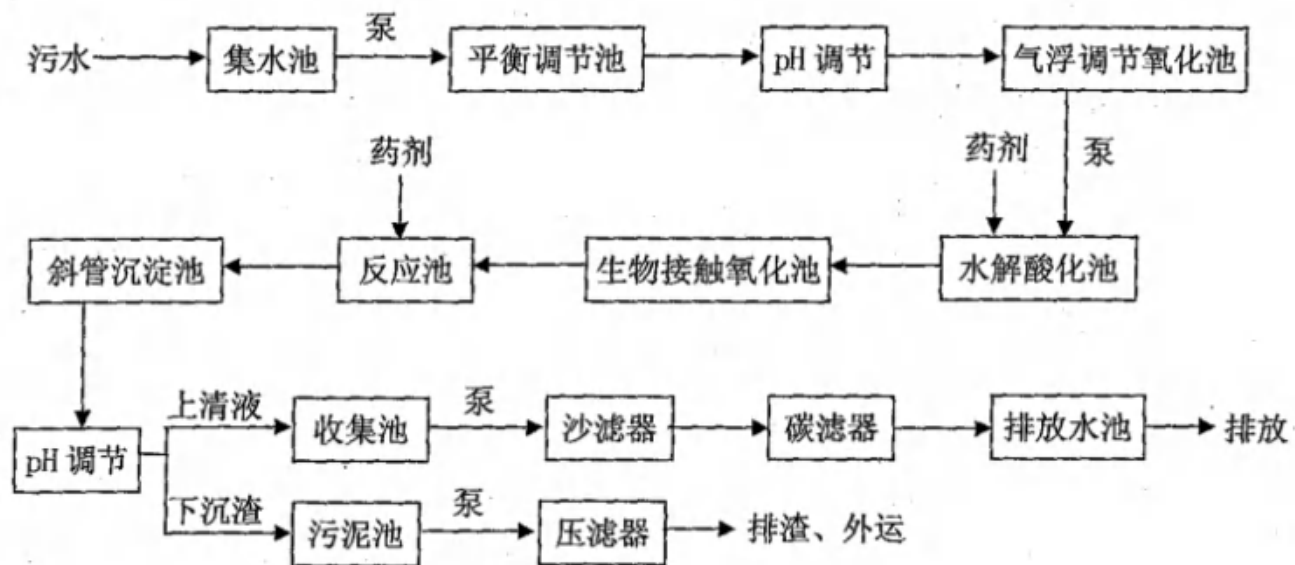 污水 集水池 泵 平衡调节池 pH 调节 气浮调节氧化池
药剂 药剂 泵
斜管沉淀池 反应池 生物接触氧化池 水解酸化池
上清液 收集池 泵 沙滤器 碳滤器 排放水池 排放
pH 调节
下沉渣 污泥池 泵 压滤器 排渣、外运